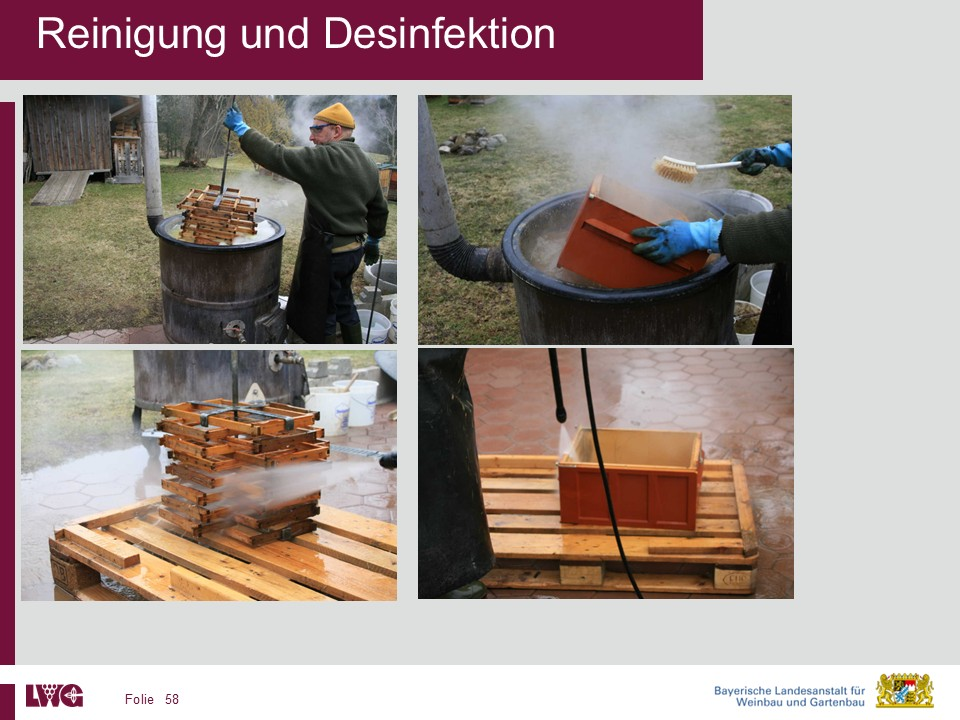 Reinigung und Desinfektion
LWG
Folie 58
Bayerische Landesanstalt für
Weinbau und Gartenbau